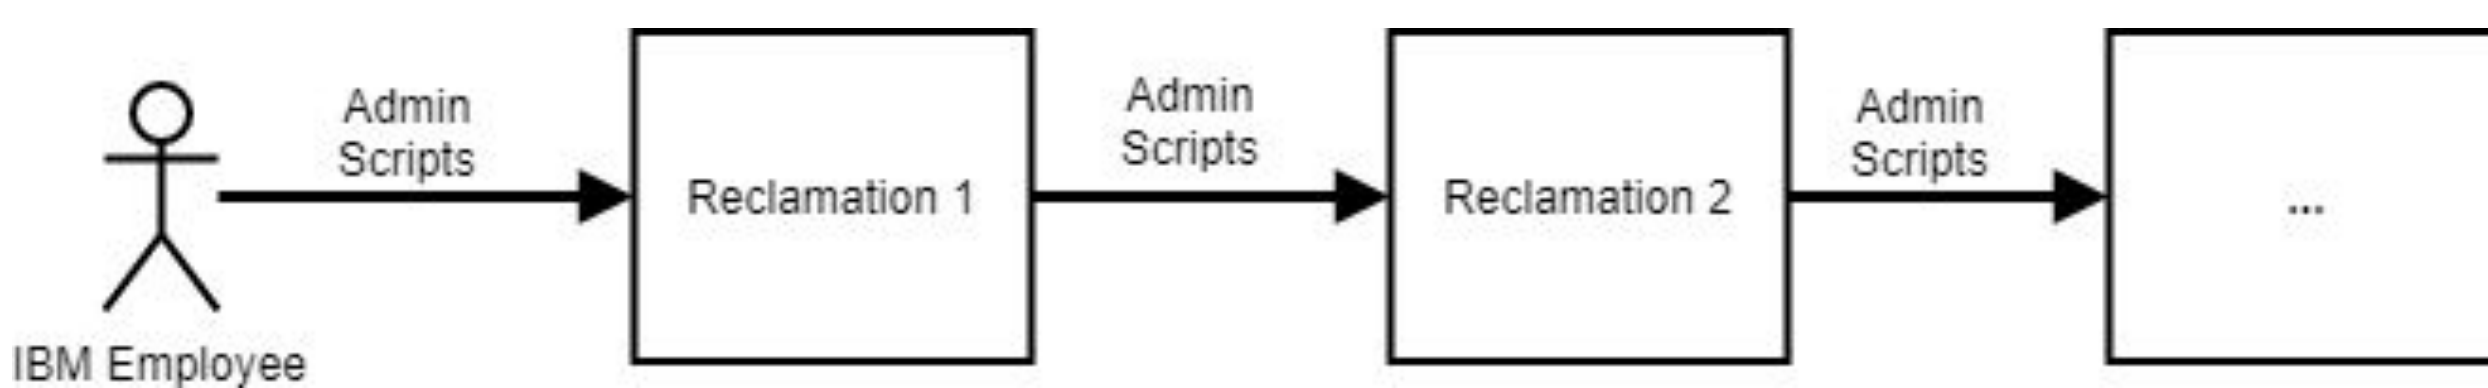 Admin
Scripts
Reclamation 1
Admin
Scripts
Reclamation 2
Admin
Scripts
...
IBM Employee